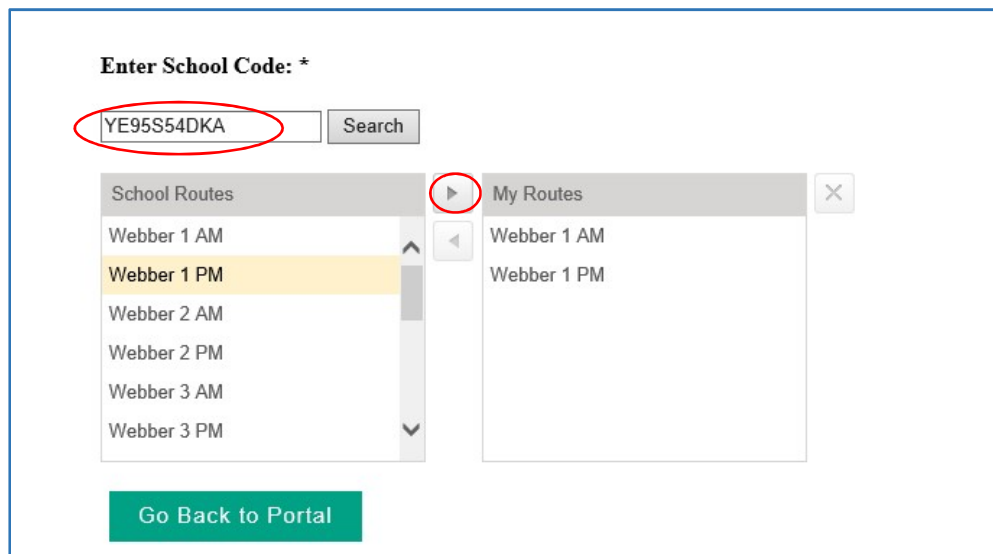 Enter School Code: *
YE95S54DKA
Search
School Routes
Webber 1 AM
Webber 1 PM
Webber 2 AM
Webber 2 PM
Webber 3 AM
Webber 3 PM
My Routes
Webber 1 AM
Webber 1 PM
Go Back to Portal